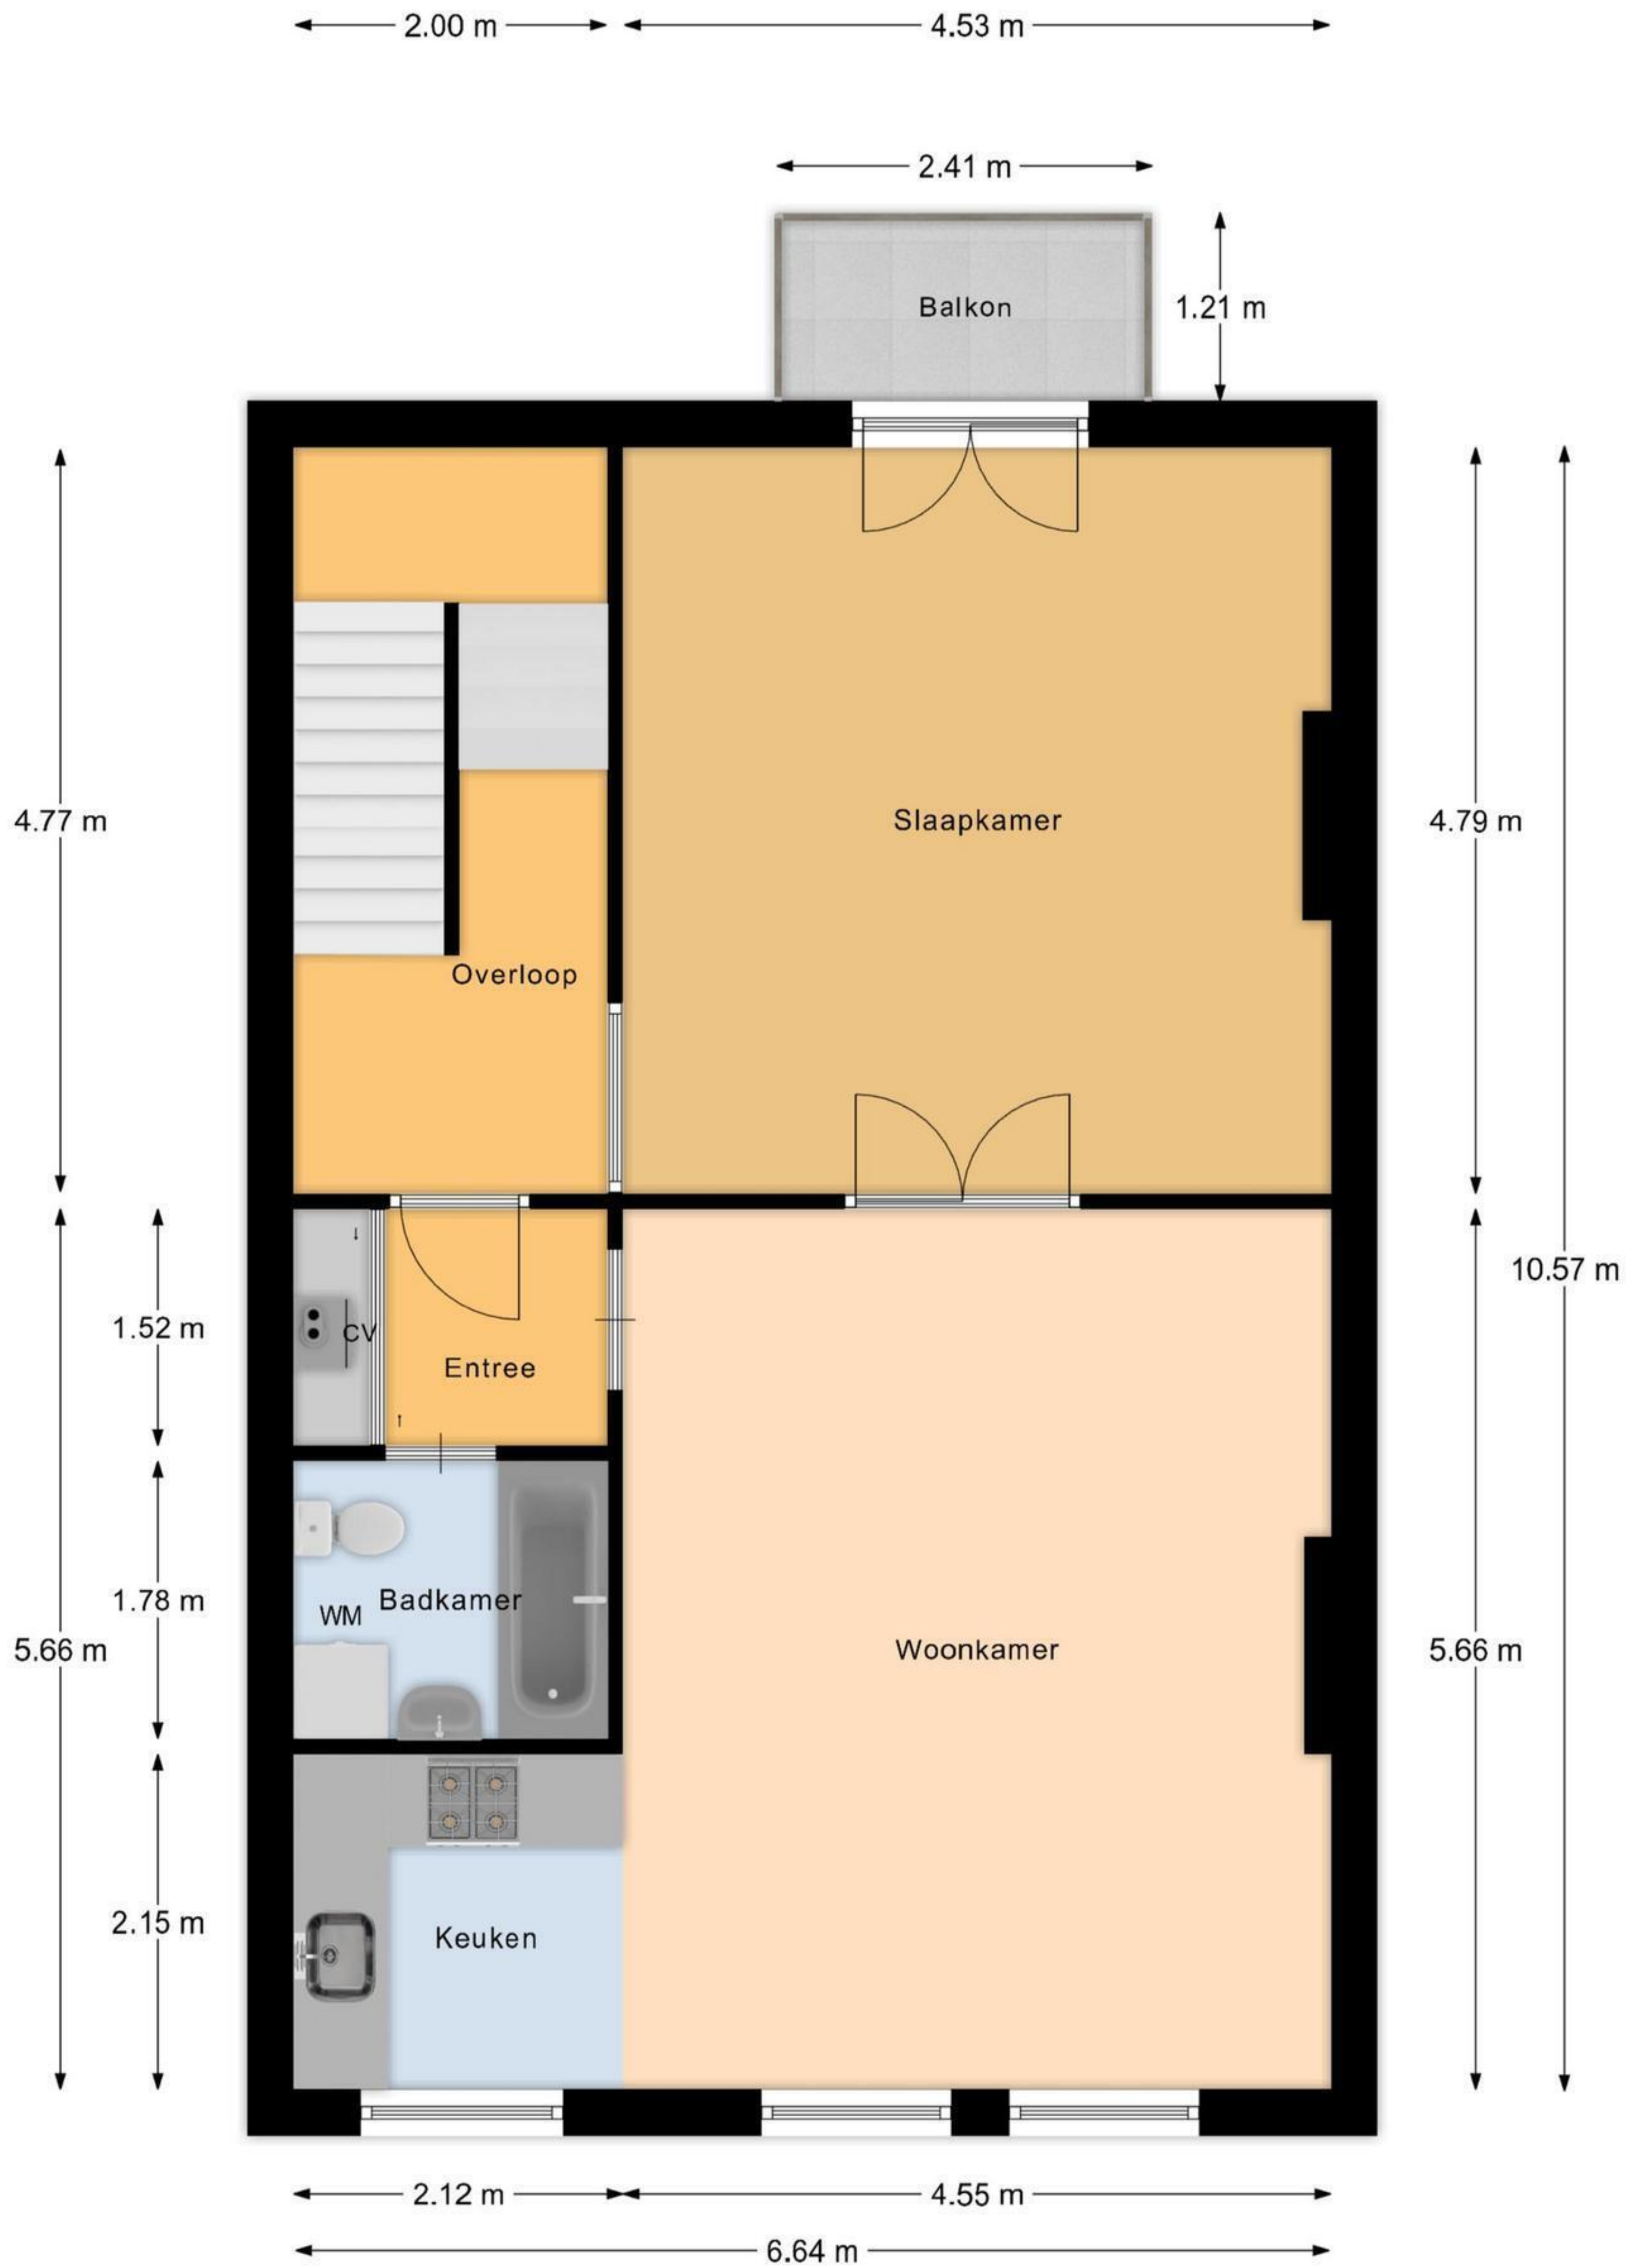 2.00 m
4.53 m
2.41 m
Balkon
1.21 m
4.77 m
Slaapkamer
4.79 m
Overloop
10.57 m
1.52 m
CV
Entree
1.78 m
Badkamer
WM
5.66 m
Woonkamer
5.66 m
2.15 m
Keuken
2.12 m
4.55 m
6.64 m